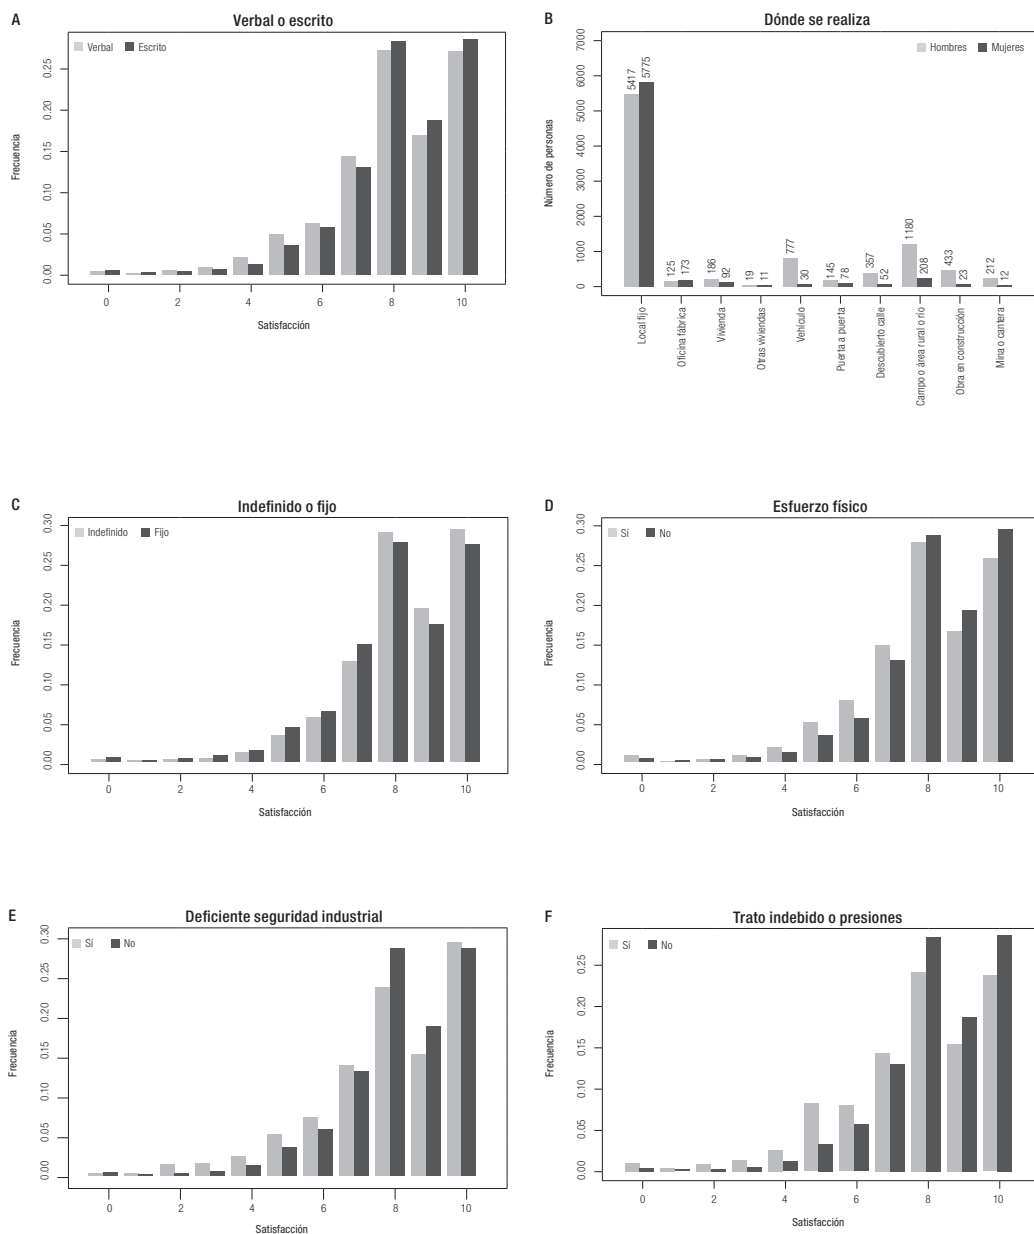 A
Verbal o escrito
Verbal Escrito
Frecuencia
0.25
0.20
0.15
0.10
0.05
0.00
0 2 4 6 8 10
Satisfacción
B
Dónde se realiza
Hombres Mujeres
Número de personas
7000
6000
5000
4000
3000
2000
1000
0
5417 5775
125 173
186 92
19 11
777 30
145 78
357 52
1180 208
433 23
212 12
Local fijo
Oficina fábrica
Vivienda
Otras viviendas
Vehículo
Puerta a puerta
Descubierto calle
Campo o área rural o río
Obra en construcción
Mina o cantera
C
Indefinido o fijo
Indefinido Fijo
Frecuencia
0.30
0.25
0.20
0.15
0.10
0.05
0.00
0 2 4 6 8 10
Satisfacción
D
Esfuerzo físico
Sí No
Frecuencia
0.30
0.25
0.20
0.15
0.10
0.05
0.00
0 2 4 6 8 10
Satisfacción
E
Deficiente seguridad industrial
Sí No
Frecuencia
0.30
0.25
0.20
0.15
0.10
0.05
0.00
0 2 4 6 8 10
Satisfacción
F
Trato indebido o presiones
Sí No
Frecuencia
0.25
0.20
0.15
0.10
0.05
0.00
0 2 4 6 8 10
Satisfacción